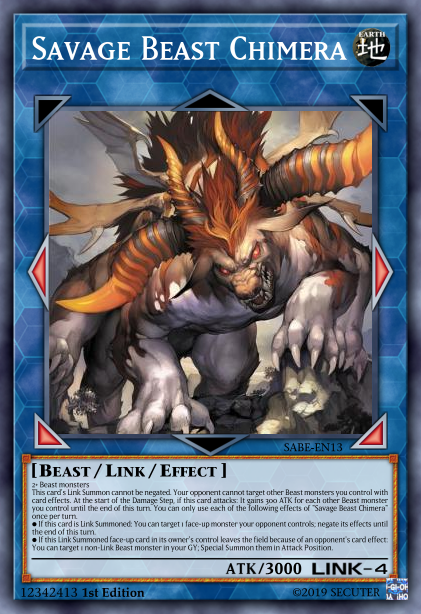 Savage Beast Chimera
EARTH
地
SABE-EN13
[Beast / Link / Effect ]
2+ Beast monsters
This card's Link Summon cannot be negated. Your opponent cannot target other Beast monsters you control with
card effects. At the start of the Damage Step, if this card attacks: It gains 300 ATK for each other Beast monster
you control until the end of this turn. You can only use each of the following effects of "Savage Beast Chimera"
once per turn.
● If this card is Link Summoned: You can target 1 face-up monster your opponent controls; negate its effects until
the end of this turn.
● If this Link Summoned face-up card in its owner's control leaves the field because of an opponent's card effect:
You can target 1 non-Link Beast monster in your GY; Special Summon them in Attack Position.
ATK/3000 LINK-4
12342413 1st Edition ©2019 SECUTER